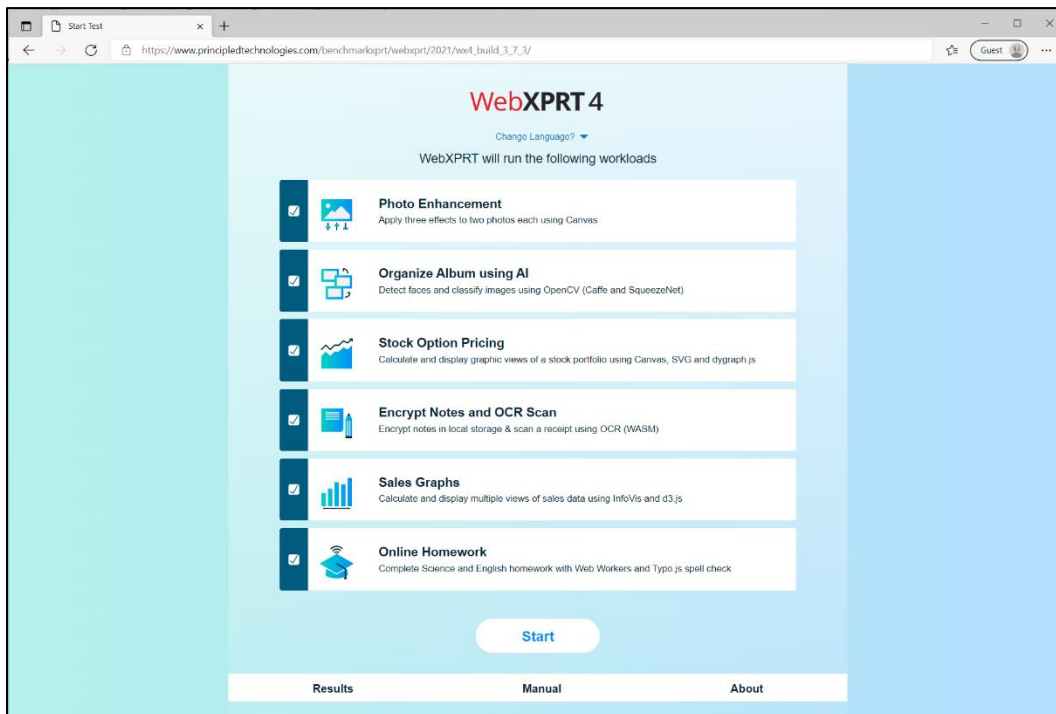 Start Test
https://www.principledtechnologies.com/benchmarkxprt/webxprt/2021/wx4_build_3_7_3/
Guest
WebXPRT 4
Change Language?
WebXPRT will run the following workloads
Photo Enhancement
Apply three effects to two photos each using Canvas
Organize Album using AI
Detect faces and classify images using OpenCV (Caffe and SqueezeNet)
Stock Option Pricing
Calculate and display graphic views of a stock portfolio using Canvas, SVG and dygraph.js
Encrypt Notes and OCR Scan
Encrypt notes in local storage & scan a receipt using OCR (WASM)
Sales Graphs
Calculate and display multiple views of sales data using InfoVis and d3.js
Online Homework
Complete Science and English homework with Web Workers and Typo.js spell check
Start
Results Manual About